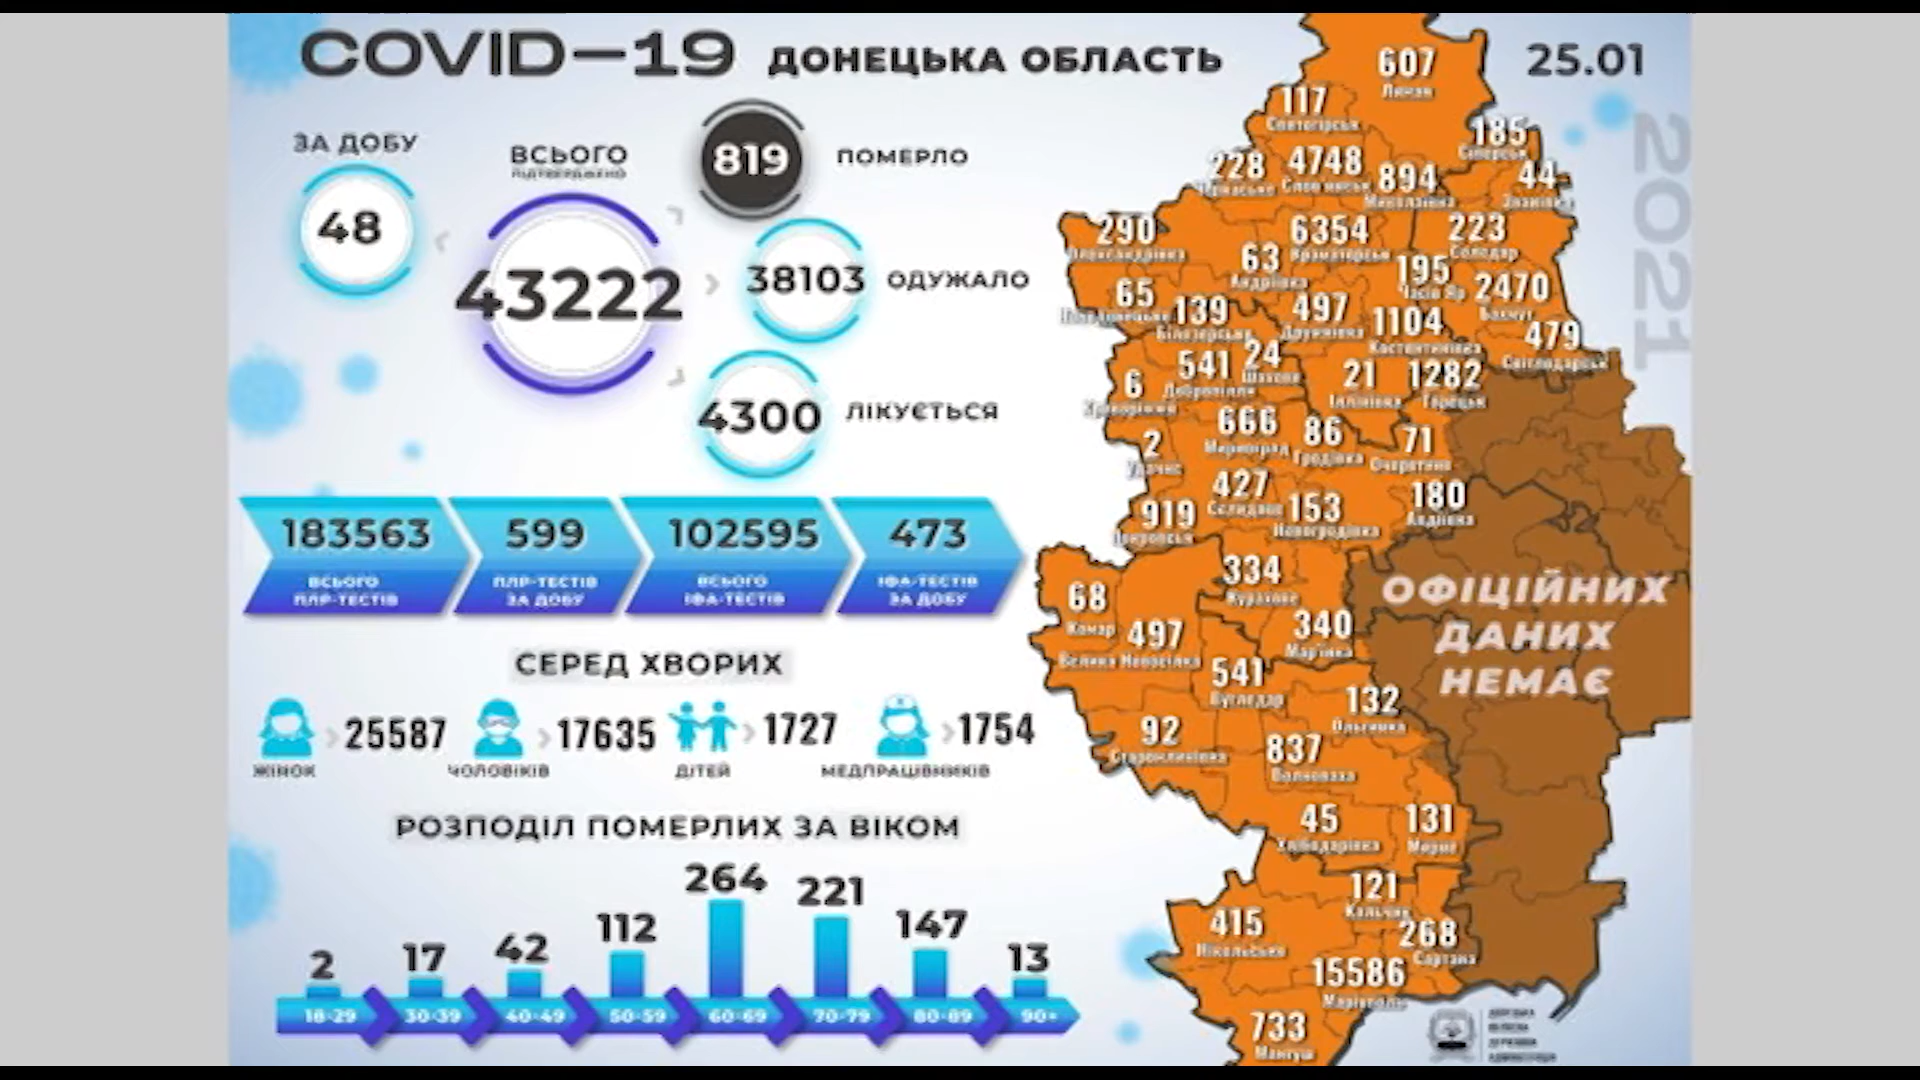 COVID–19 ДОНЕЦЬКА ОБЛАСТЬ
25.01
2021
ЗА ДОБУ
48
ВСЬОГО
ПІДТВЕРДЖЕНО
43222
819 ПОМЕРЛО
38103 ОДУЖАЛО
4300 ЛІКУЄТЬСЯ
183563
ВСЬОГО
ПЛР-ТЕСТІВ
599
ПЛР-ТЕСТІВ
ЗА ДОБУ
102595
ВСЬОГО
ІФА-ТЕСТІВ
473
ІФА-ТЕСТІВ
ЗА ДОБУ
СЕРЕД ХВОРИХ
25587
ЖІНОК
17635
ЧОЛОВІКІВ
1727
ДІТЕЙ
1754
МЕДПРАЦІВНИКІВ
РОЗПОДІЛ ПОМЕРЛИХ ЗА ВІКОМ
2 17 42 112 264 221 147 13
18-29 30-39 40-49 50-59 60-69 70-79 80-89 90+
607
Лиман
117
Святогірськ
185
Сіверськ
228
Черкаське
4748
Слов'янськ
894
Миколаївка
44
Званівка
290
Олександрівка
6354
Краматорськ
223
Соледар
63
Андріївка
195
Часів Яр
2470
Бахмут
65
139
Білозерське
497
Дружківка
1104
Костянтинівка
479
Світлодарськ
541
Добропілля
24
Шахове
6
Криворіжжя
21
Іллінівка
1282
Торецьк
666
Мирноград
86
Гродівка
71
Очеретине
2
Удачне
427
Селидове
153
Новогродівка
180
Авдіївка
919
Покровськ
334
Курахове
68
Комар
497
Велика Новосілка
340
Мар'їнка
541
Вугледар
132
Ольгинка
92
Старомлинівка
837
Волноваха
45
Хлібодарівка
131
Мирне
121
Кальчик
415
Нікольське
268
Сартана
15586
Маріуполь
733
Мангуш
ОФІЦІЙНИХ
ДАНИХ
НЕМАЄ
ДОНЕЦЬКА
ДЕРЖАВНА
АДМІНІСТРАЦІЯ